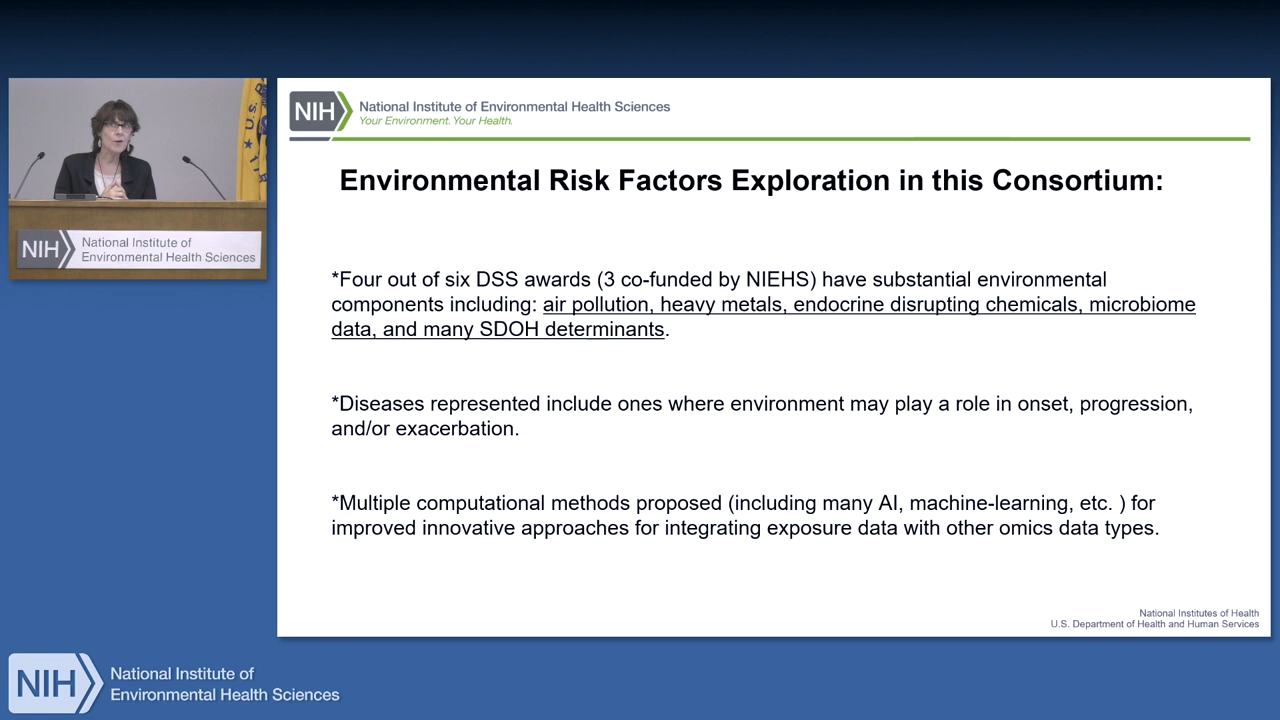 NIH
National Institute of Environmental Health Sciences
Your Environment. Your Health.
Environmental Risk Factors Exploration in this Consortium:
*Four out of six DSS awards (3 co-funded by NIEHS) have substantial environmental
components including: air pollution, heavy metals, endocrine disrupting chemicals, microbiome
data, and many SDOH determinants.
*Diseases represented include ones where environment may play a role in onset, progression,
and/or exacerbation.
*Multiple computational methods proposed (including many AI, machine-learning, etc. ) for
improved innovative approaches for integrating exposure data with other omics data types.
National Institutes of Health
U.S. Department of Health and Human Services
U.S.
NIH
National Institute of
Environmental Health Sciences
NIH
National Institute of
Environmental Health Sciences